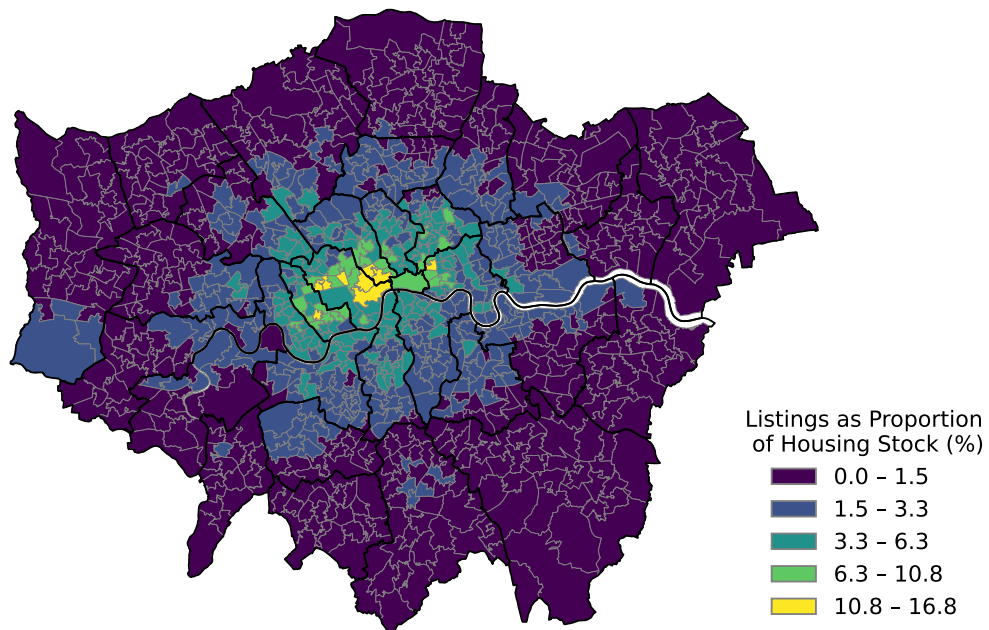 Listings as Proportion
of Housing Stock (%)
0.0 – 1.5
1.5 – 3.3
3.3 – 6.3
6.3 – 10.8
10.8 – 16.8